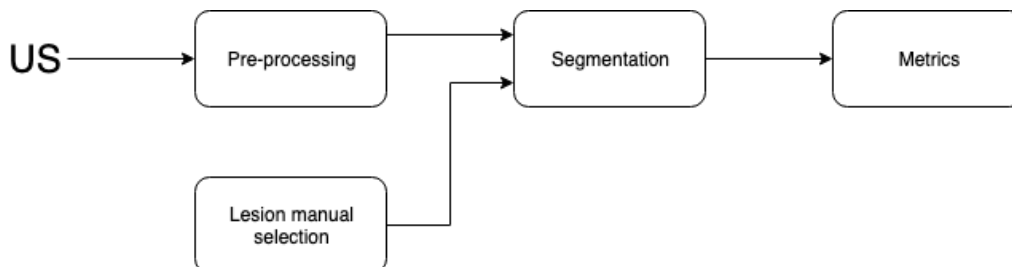 US
Pre-processing
Segmentation
Metrics
Lesion manual
selection